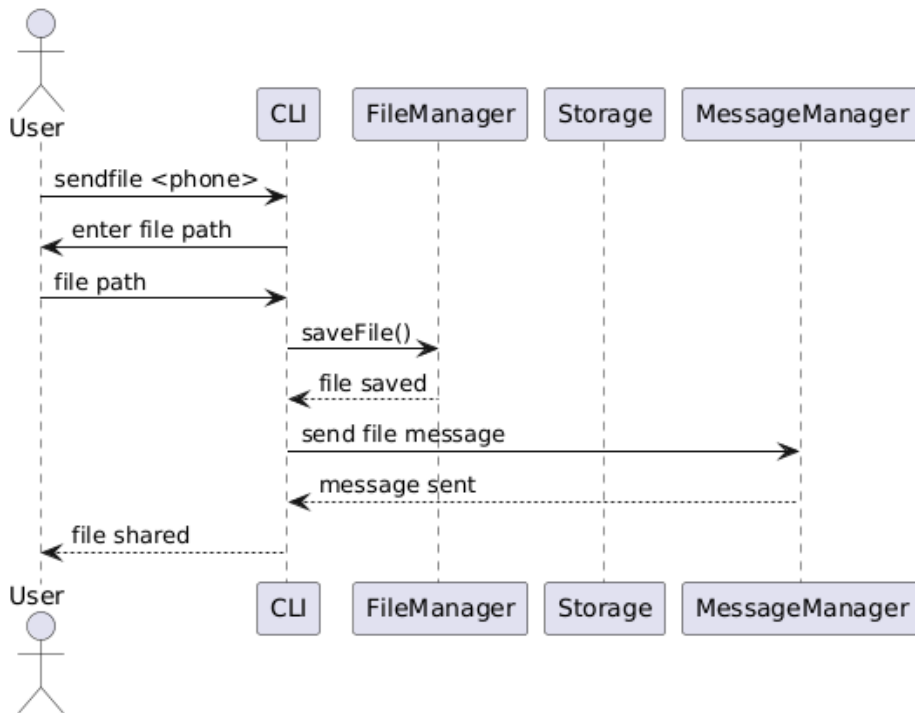 User
CLI
FileManager
Storage
MessageManager
sendfile <phone>
enter file path
file path
saveFile()
file saved
send file message
message sent
file shared
User
CLI
FileManager
Storage
MessageManager